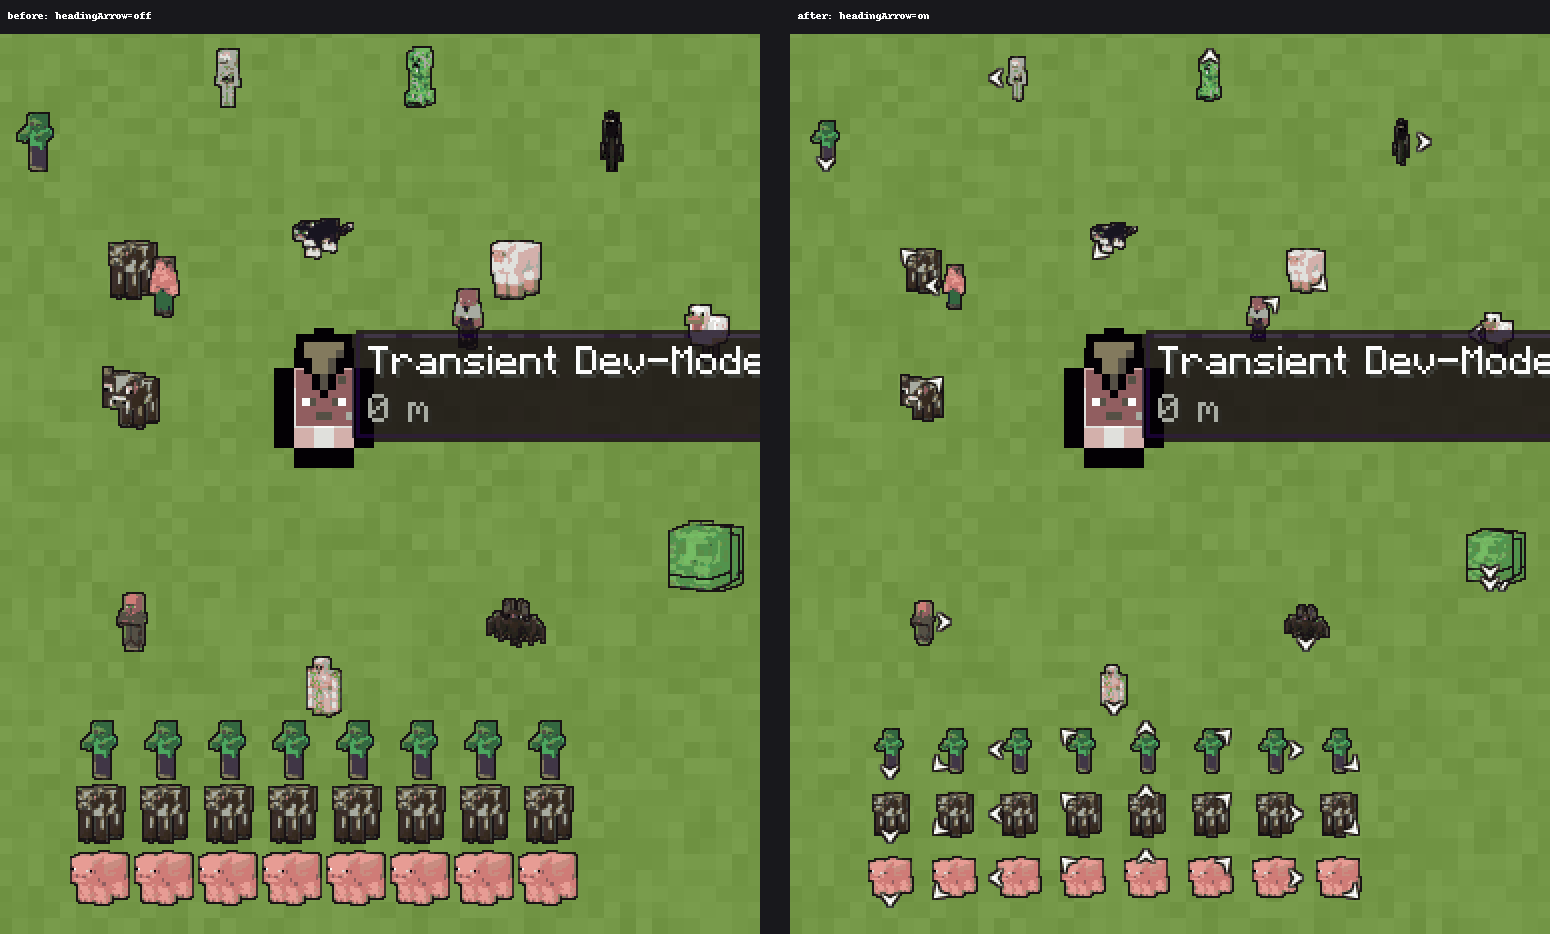 before: headingArrow=off
after: headingArrow=on
Transient Dev-Mode
0 m
Transient Dev-Mode
0 m